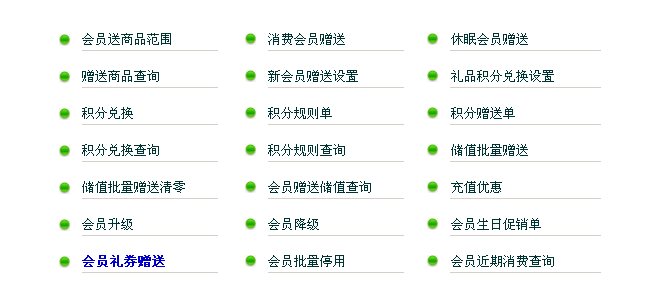 会员送商品范围 消费会员赠送 休眠会员赠送
赠送商品查询 新会员赠送设置 礼品积分兑换设置
积分兑换 积分规则单 积分赠送单
积分兑换查询 积分规则查询 储值批量赠送
储值批量赠送清零 会员赠送储值查询 充值优惠
会员升级 会员降级 会员生日促销单
会员礼券赠送 会员批量停用 会员近期消费查询